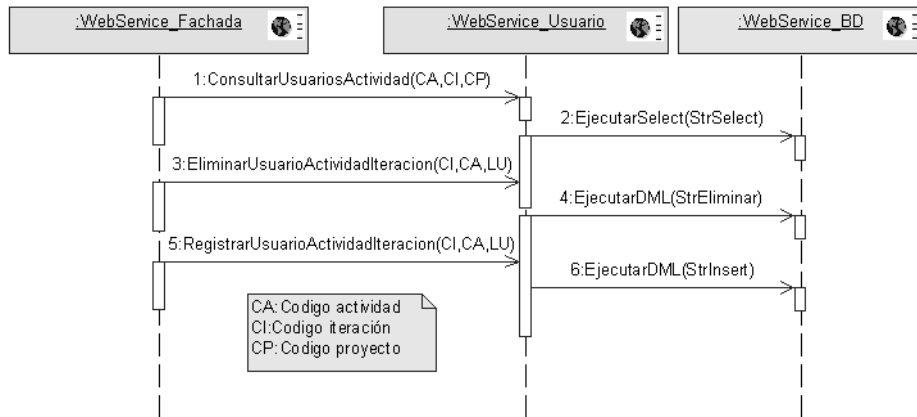 :WebService_Fachada
:WebService_Usuario
:WebService_BD
1:ConsultarUsuariosActividad(CA,CI,CP)
2:EjecutarSelect(StrSelect)
3:EliminarUsuarioActividadIteracion(CI,CA,LU)
4:EjecutarDML(StrEliminar)
5:RegistrarUsuarioActividadIteracion(CI,CA,LU)
6:EjecutarDML(StrInsert)
CA:Codigo actividad
CI:Codigo iteración
CP:Codigo proyecto